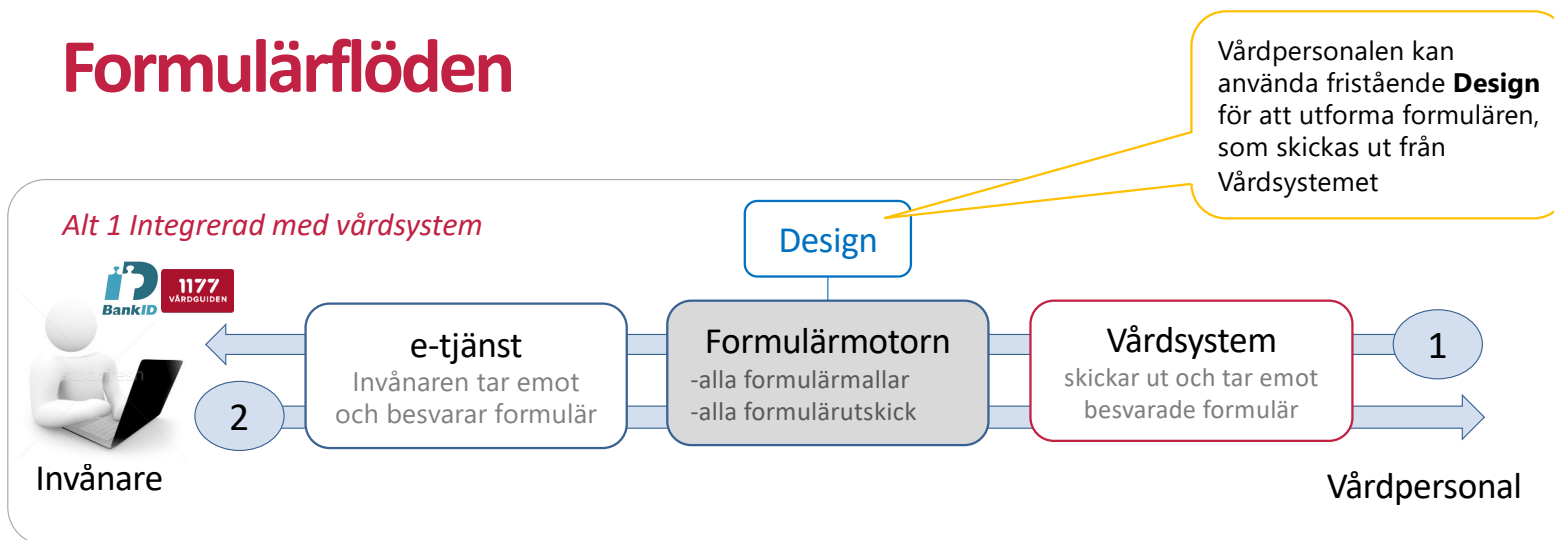 Formulärflöden
Vårdpersonalen kan
använda fristående Design
för att utforma formulären,
som skickas ut från
Vårdsystemet
Alt 1 Integrerad med vårdsystem
Design
BankID
1177
VÅRDGUIDEN
e-tjänst
Invånaren tar emot
och besvarar formulär
Formulärmotorn
-alla formulärmallar
-alla formulärutskick
Vårdsystem
skickar ut och tar emot
besvarade formulär
1
2
Invånare
Vårdpersonal